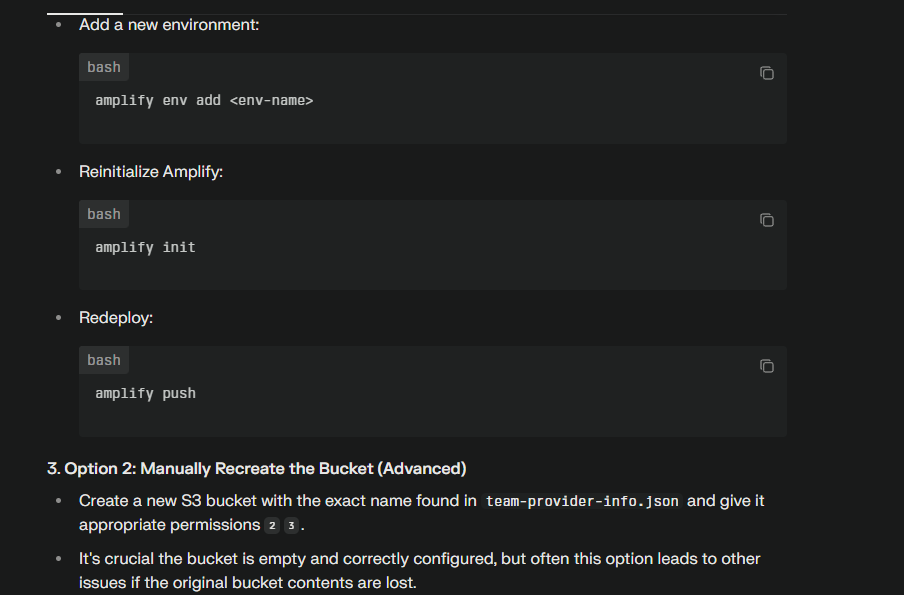 Add a new environment:
bash
amplify env add <env-name>
Reinitialize Amplify:
bash
amplify init
Redeploy:
bash
amplify push
3. Option 2: Manually Recreate the Bucket (Advanced)
Create a new S3 bucket with the exact name found in team-provider-info.json and give it
appropriate permissions 2 3 .
It's crucial the bucket is empty and correctly configured, but often this option leads to other
issues if the original bucket contents are lost.